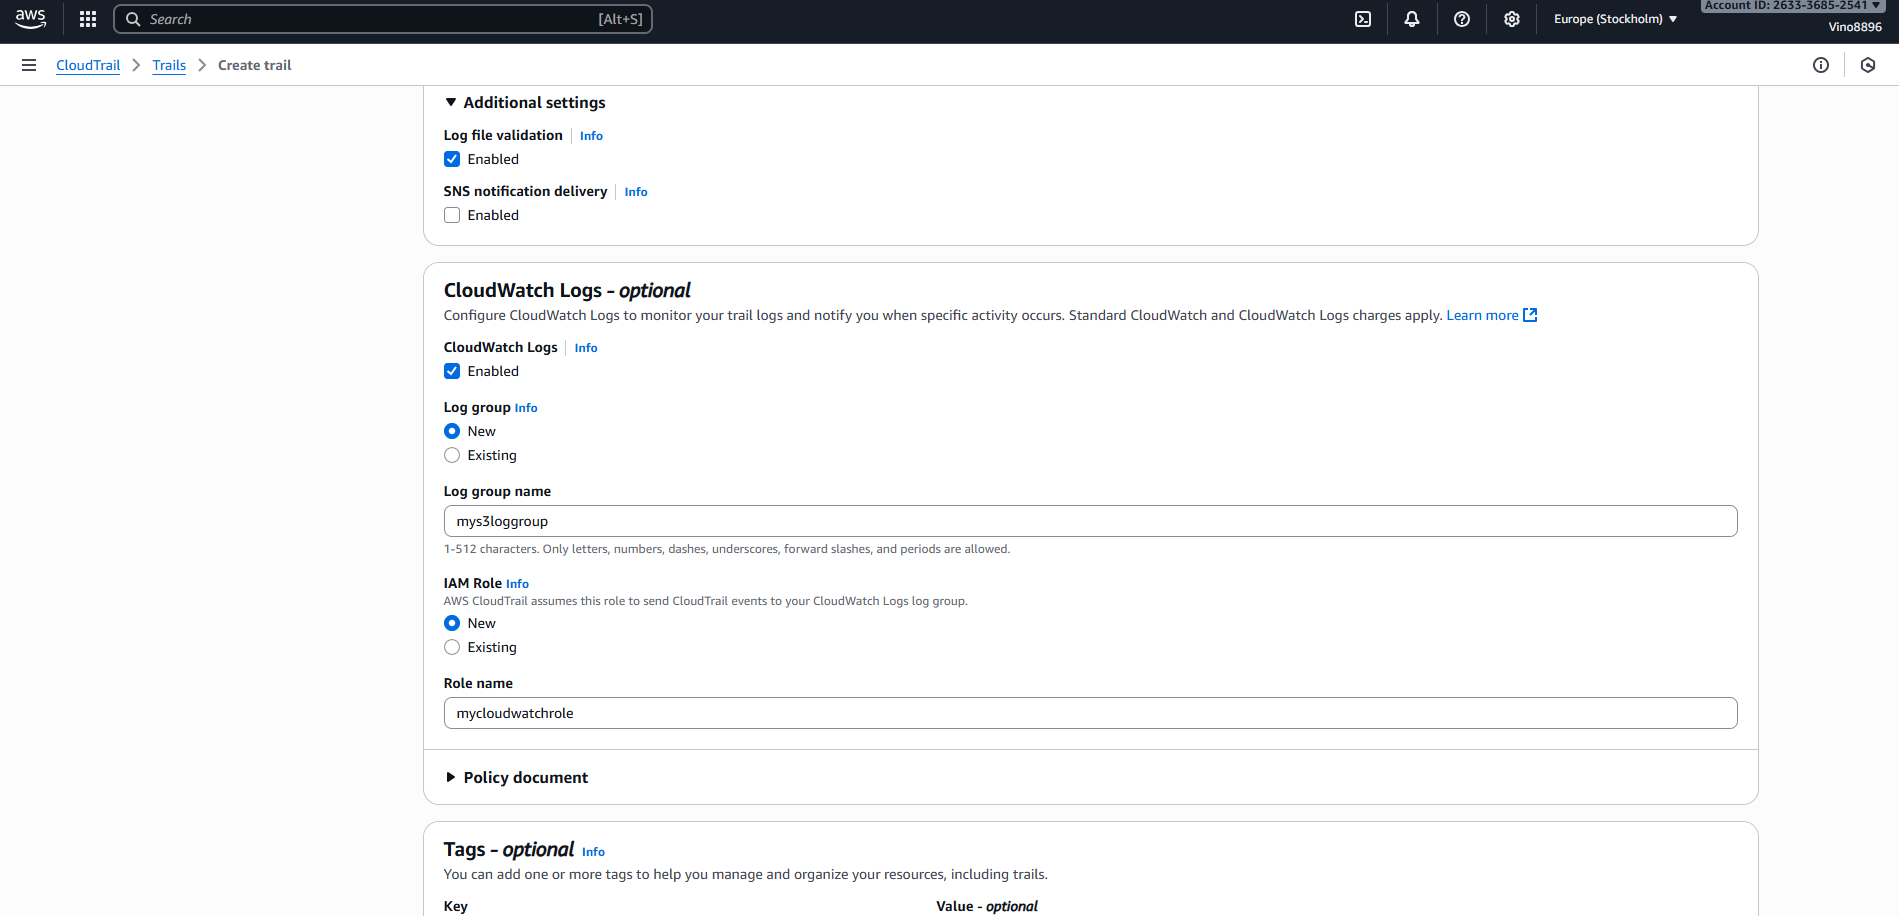 aws
Search [Alt+S]
Europe (Stockholm)
Account ID: 2633-3685-2541
Vino8896
CloudTrail > Trails > Create trail
Additional settings
Log file validation Info
Enabled
SNS notification delivery Info
Enabled
CloudWatch Logs - optional
Configure CloudWatch Logs to monitor your trail logs and notify you when specific activity occurs. Standard CloudWatch and CloudWatch Logs charges apply. Learn more
CloudWatch Logs Info
Enabled
Log group Info
New
Existing
Log group name
mys3loggroup
1-512 characters. Only letters, numbers, dashes, underscores, forward slashes, and periods are allowed.
IAM Role Info
AWS CloudTrail assumes this role to send CloudTrail events to your CloudWatch Logs log group.
New
Existing
Role name
mycloudwatchrole
Policy document
Tags - optional Info
You can add one or more tags to help you manage and organize your resources, including trails.
Key Value - optional